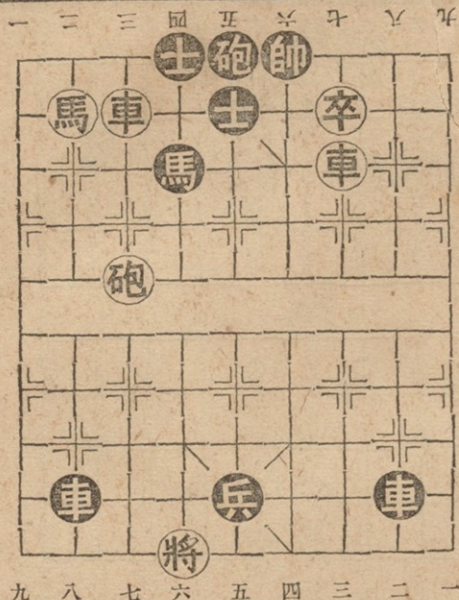 一 二 三 四 五 六 七 八 九
士 砲 帥
馬 車 士 卒
馬 車
砲
車 兵 車
將
九 八 七 六 五 四 三 二 一